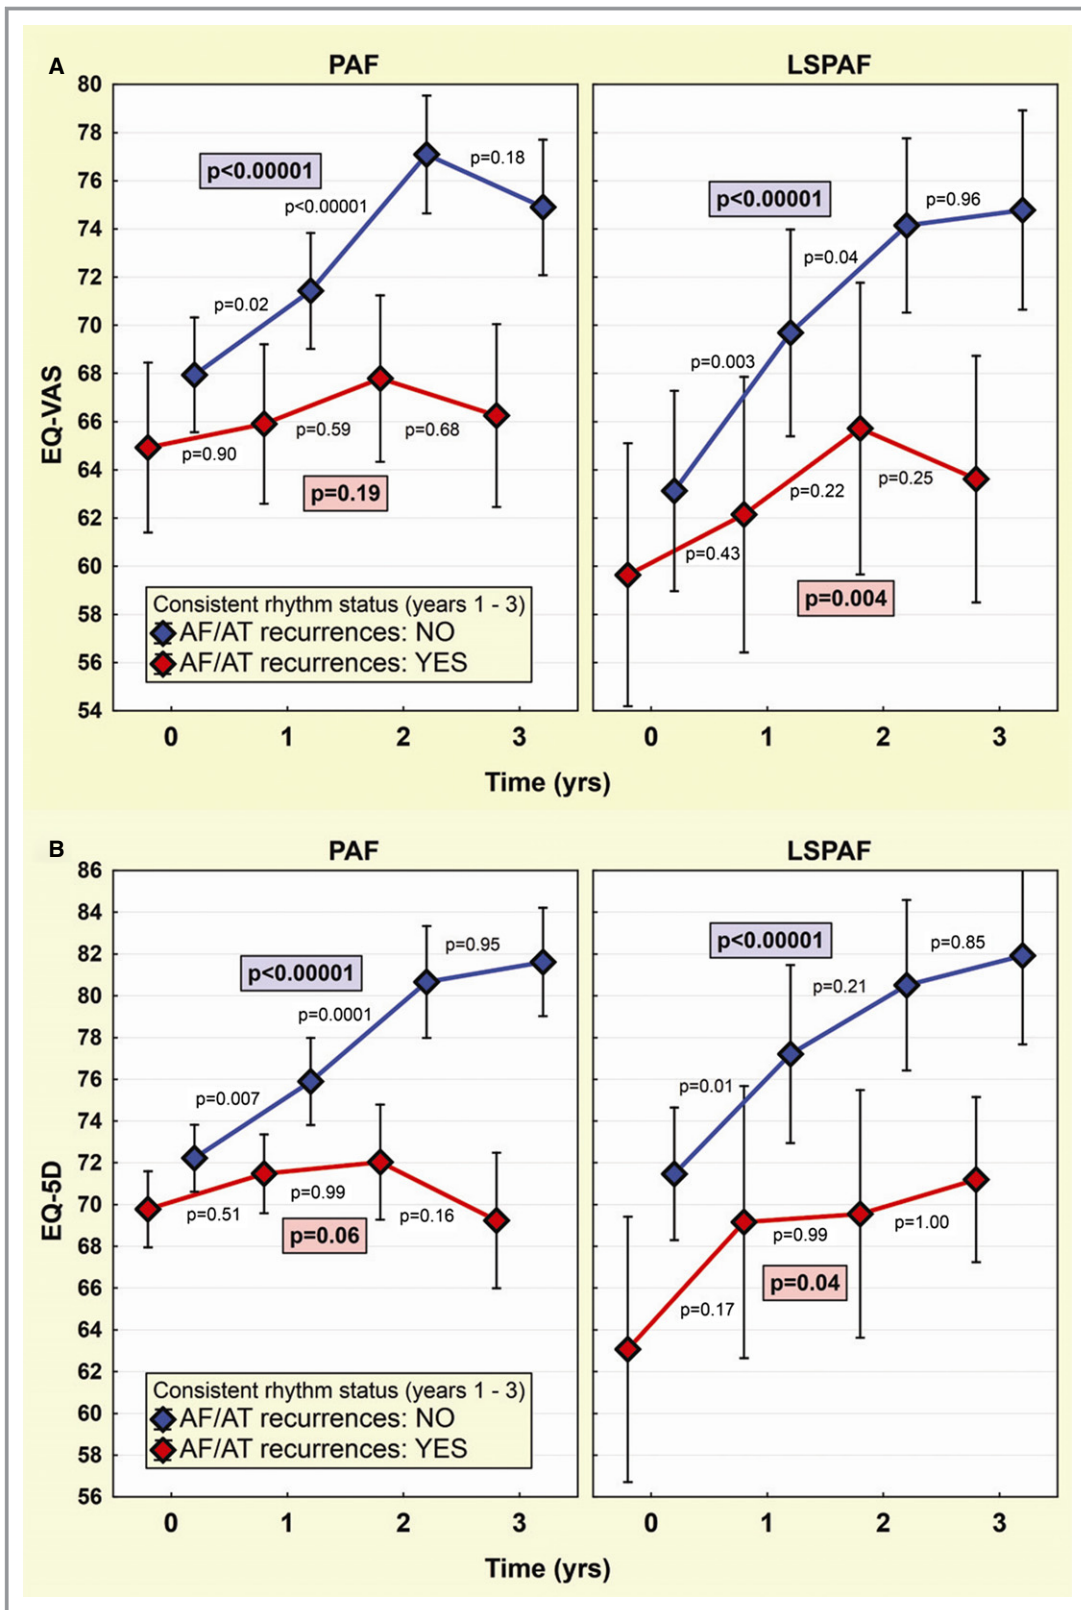 A
PAF
LSPAF
EQ-VAS
80
78
76
74
72
70
68
66
64
62
60
58
56
54
p<0.00001
p=0.18
p<0.00001
p=0.02
p=0.90
p=0.59
p=0.68
p=0.19
Consistent rhythm status (years 1 - 3)
AF/AT recurrences: NO
AF/AT recurrences: YES
p<0.00001
p=0.96
p=0.04
p=0.003
p=0.22
p=0.25
p=0.43
p=0.004
0 1 2 3
0 1 2 3
Time (yrs)
B
PAF
LSPAF
EQ-5D
86
84
82
80
78
76
74
72
70
68
66
64
62
60
58
56
p=0.95
p<0.00001
p=0.0001
p=0.007
p=0.99
p=0.51
p=0.16
p=0.06
Consistent rhythm status (years 1 - 3)
AF/AT recurrences: NO
AF/AT recurrences: YES
p<0.00001
p=0.85
p=0.21
p=0.01
p=1.00
p=0.99
p=0.04
p=0.17
0 1 2 3
0 1 2 3
Time (yrs)